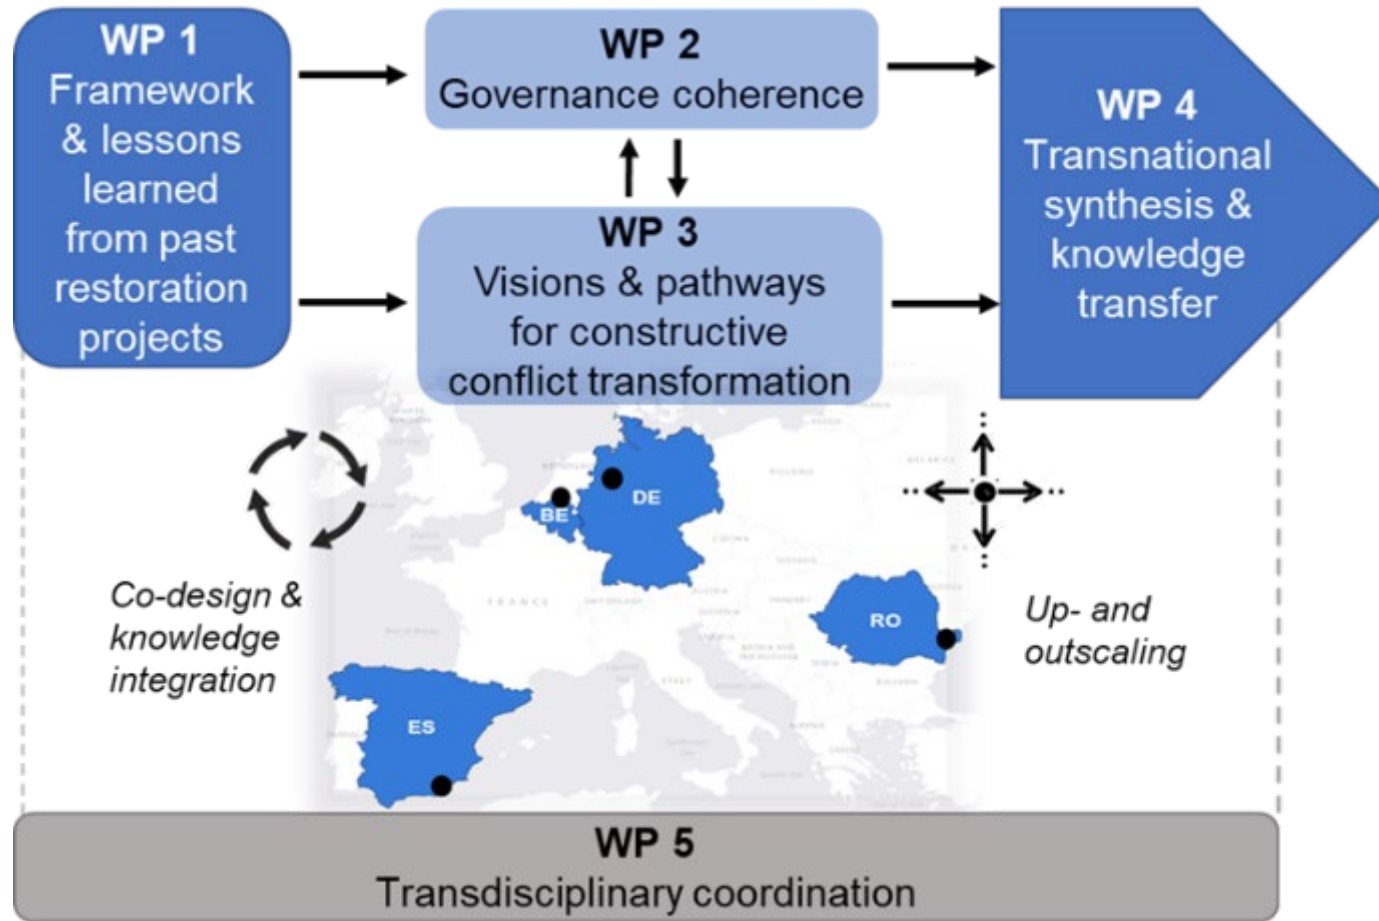 WP 1
Framework
& lessons
learned
from past
restoration
projects
WP 2
Governance coherence
WP 3
Visions & pathways
for constructive
conflict transformation
WP 4
Transnational
synthesis &
knowledge
transfer
Co-design &
knowledge
integration
DE
BE
FRANCE
RO
ES
ITALY
Up- and
outscaling
WP 5
Transdisciplinary coordination